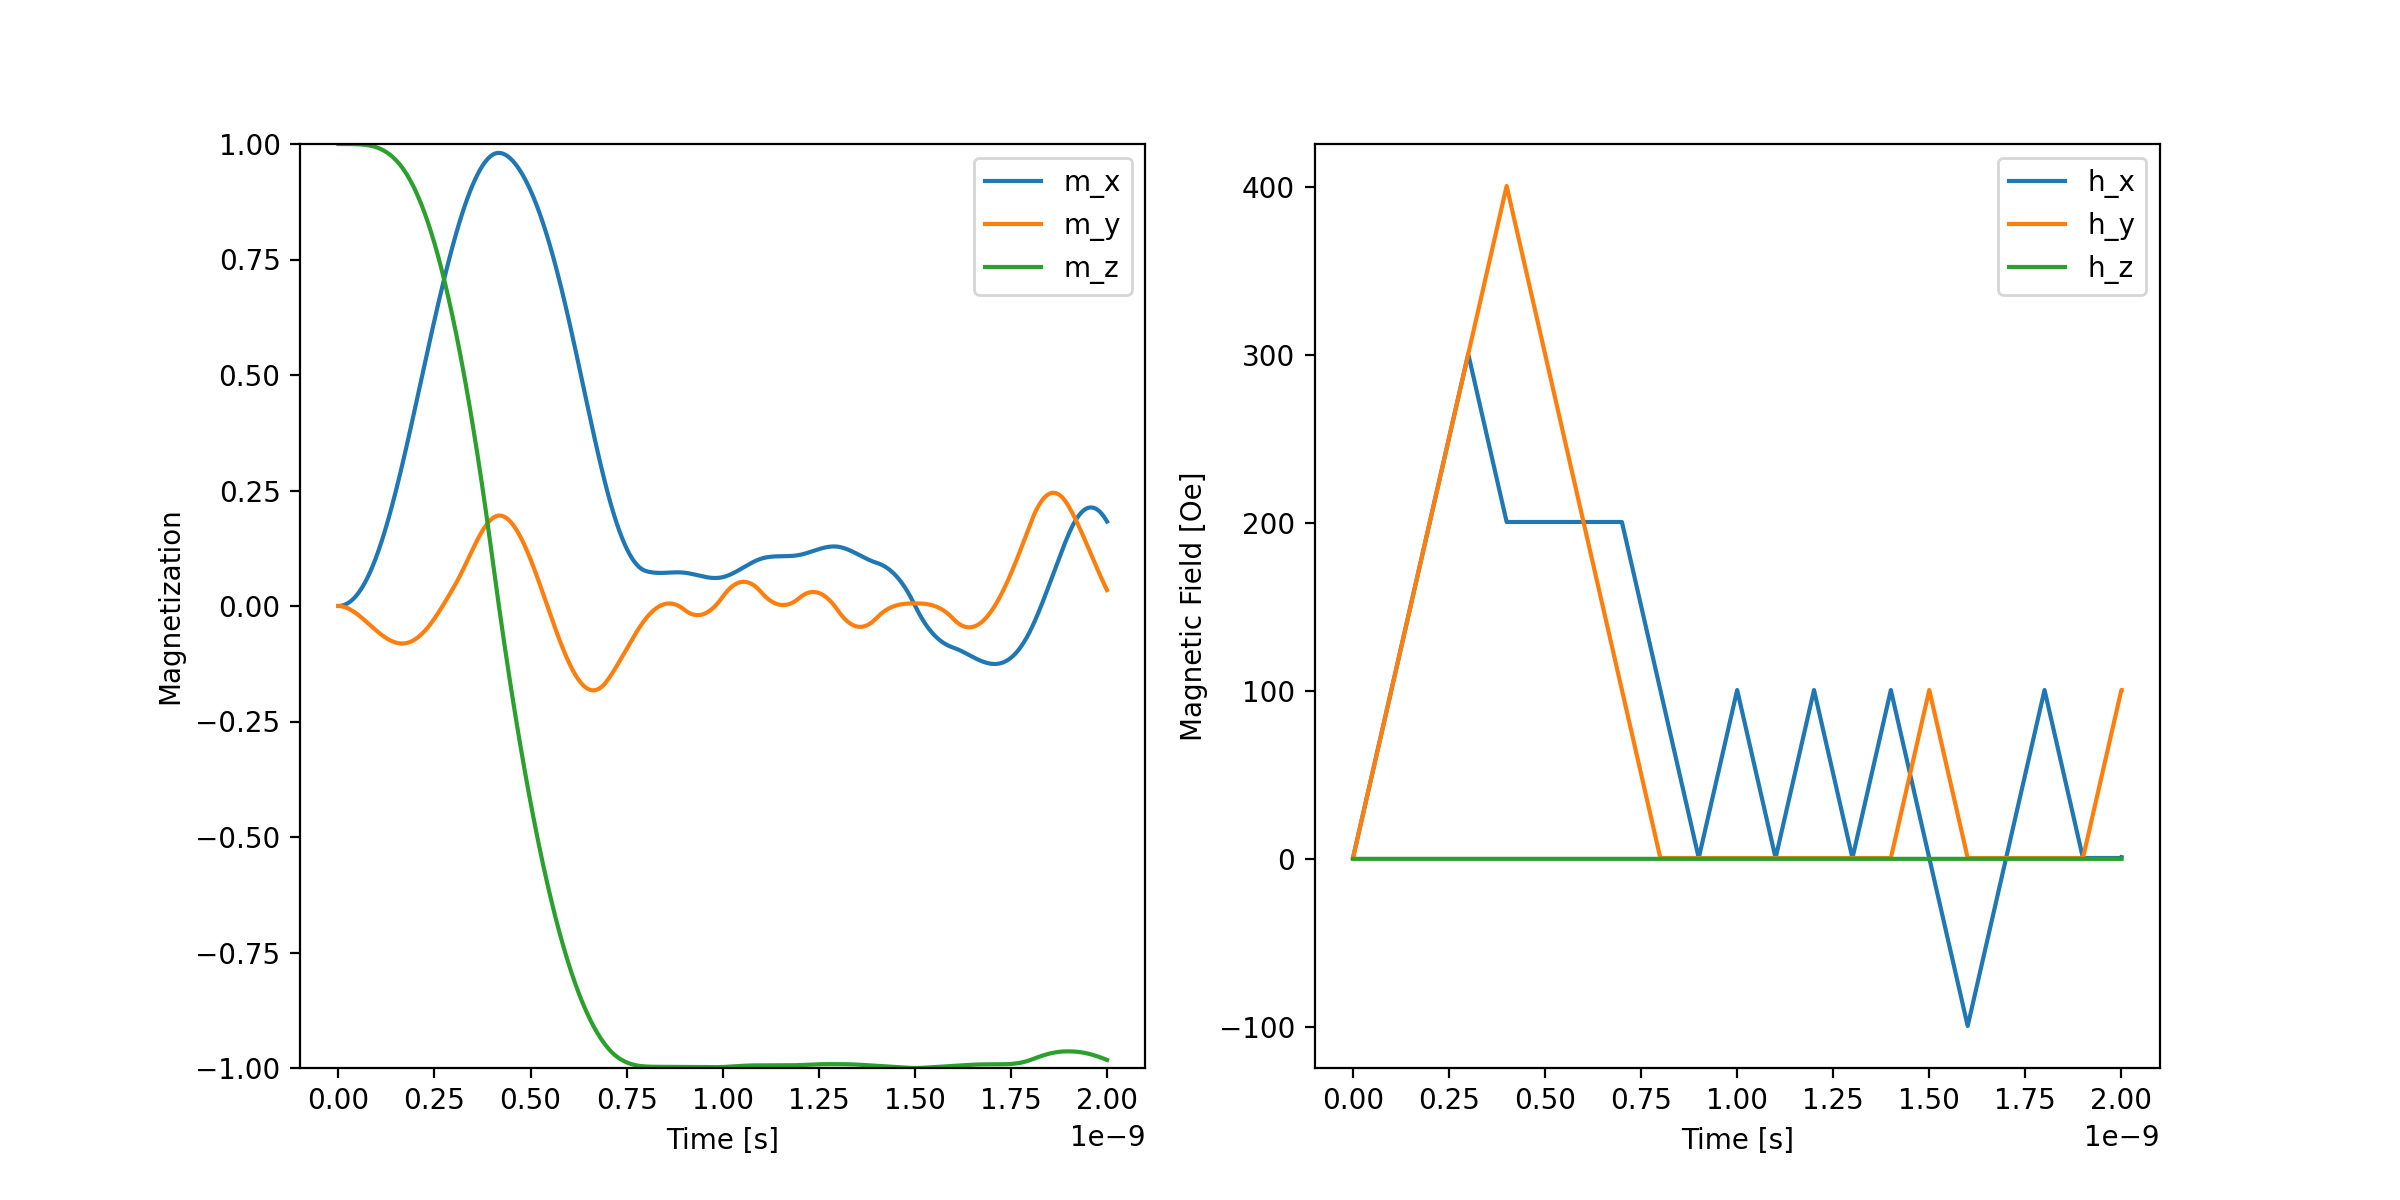 1.00
0.75
0.50
0.25
0.00
−0.25
−0.50
−0.75
−1.00
Magnetization
m_x
m_y
m_z
0.00 0.25 0.50 0.75 1.00 1.25 1.50 1.75 2.00
Time [s]
1e−9
400
300
200
100
0
−100
Magnetic Field [Oe]
h_x
h_y
h_z
0.00 0.25 0.50 0.75 1.00 1.25 1.50 1.75 2.00
Time [s]
1e−9